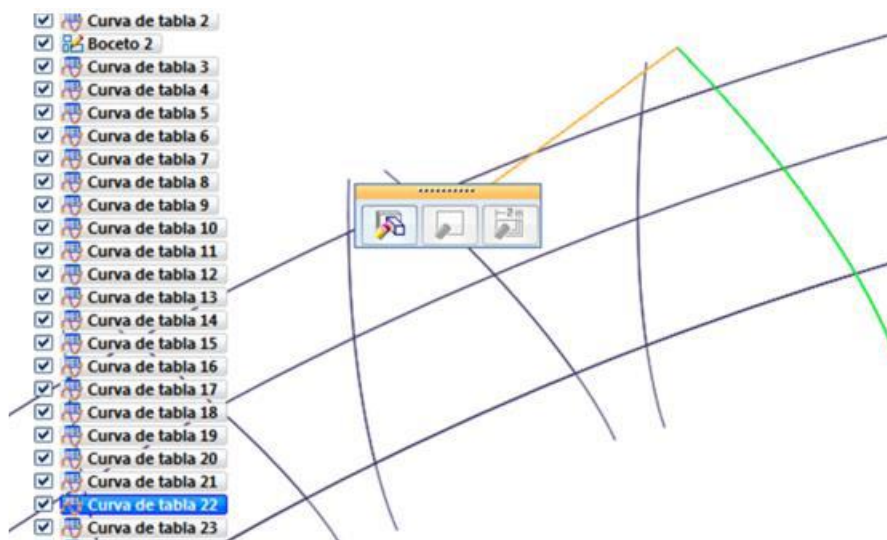 Curva de tabla 2
Boceto 2
Curva de tabla 3
Curva de tabla 4
Curva de tabla 5
Curva de tabla 6
Curva de tabla 7
Curva de tabla 8
Curva de tabla 9
Curva de tabla 10
Curva de tabla 11
Curva de tabla 12
Curva de tabla 13
Curva de tabla 14
Curva de tabla 15
Curva de tabla 16
Curva de tabla 17
Curva de tabla 18
Curva de tabla 19
Curva de tabla 20
Curva de tabla 21
Curva de tabla 22
Curva de tabla 23